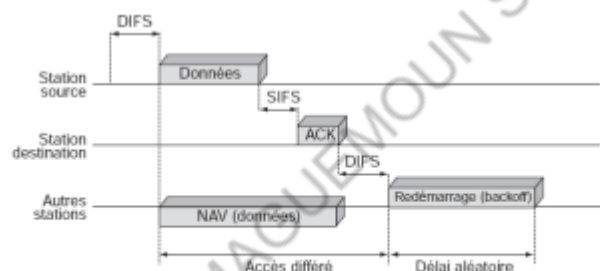 DIFS
Station
source
Données
SIFS
Station
destination
ACK
DIFS
Autres
stations
NAV (données)
Redémarrage (backoff)
Accès différé
Délai aléatoire
MAGUEMOUN S